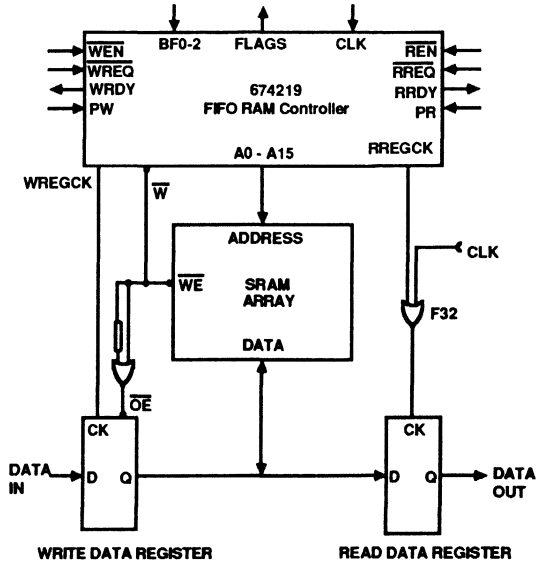 BF0-2 FLAGS CLK
WEN REN
WREQ 674219 RREQ
WRDY FIFO RAM Controller RRDY
PW PR
A0 - A15 RREGCK
WREGCK W
ADDRESS
CLK
WE SRAM
ARRAY
F32
DATA
OE
CK CK
DATA D Q D Q DATA
IN OUT
WRITE DATA REGISTER READ DATA REGISTER